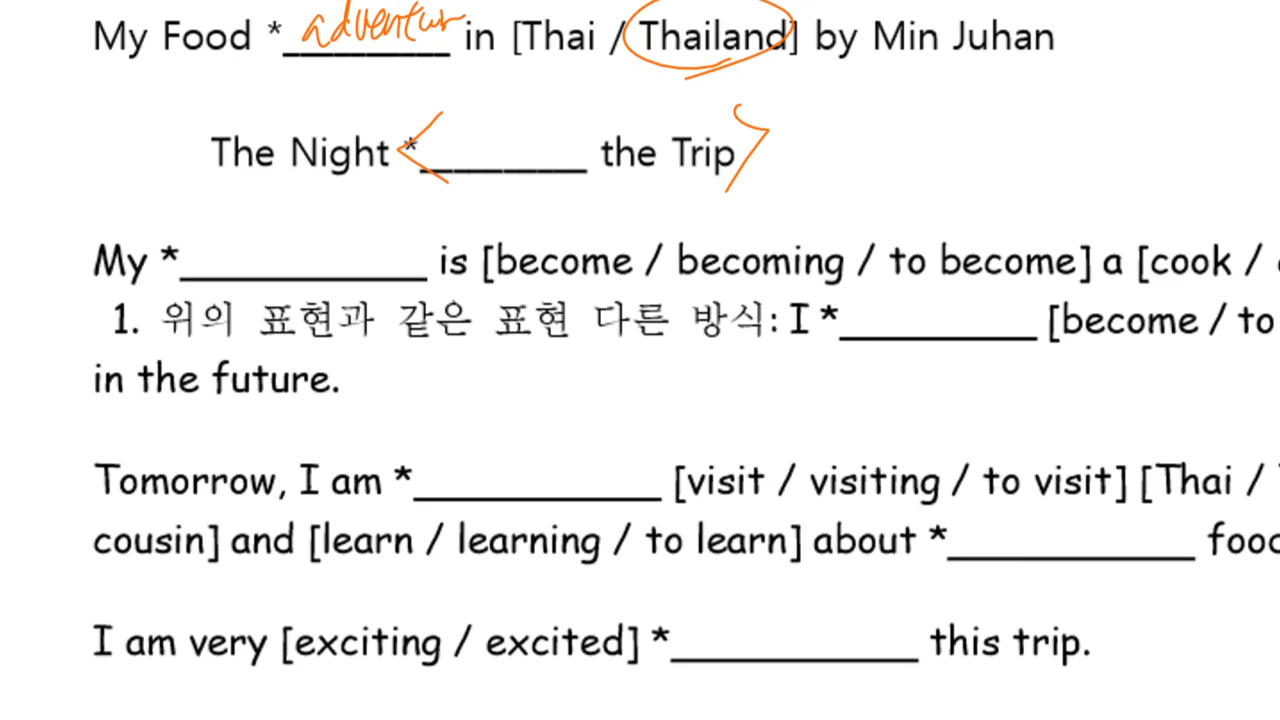 My Food *adventur in [Thai / Thailand] by Min Juhan
The Night *________ the Trip
My *____________ is [become / becoming / to become] a [cook /
1. 위의 표현과 같은 표현 다른 방식: I *__________ [become / to
in the future.
Tomorrow, I am *____________ [visit / visiting / to visit] [Thai /
cousin] and [learn / learning / to learn] about *____________ food
I am very [exciting / excited] *____________ this trip.